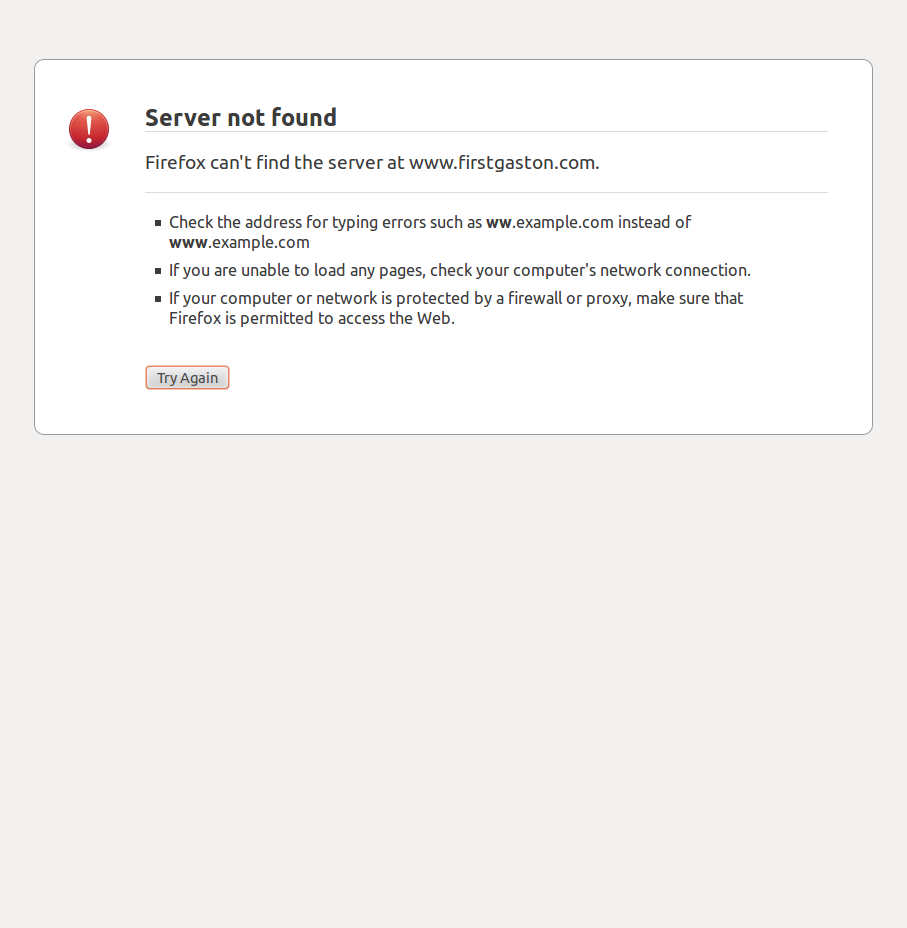 Server not found
Firefox can't find the server at www.firstgaston.com.
Check the address for typing errors such as ww.example.com instead of
www.example.com
If you are unable to load any pages, check your computer's network connection.
If your computer or network is protected by a firewall or proxy, make sure that
Firefox is permitted to access the Web.
Try Again